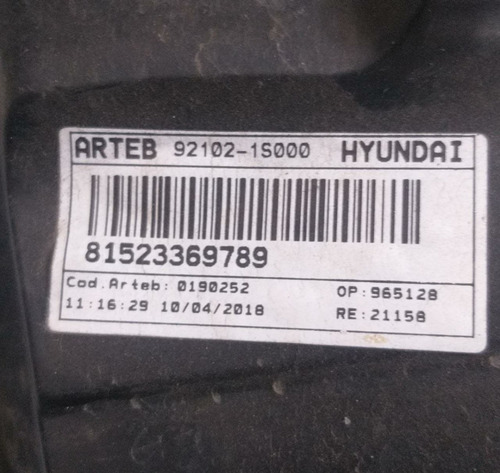 ARTEB 92102-1S000 HYUNDAI
81523369789
Cod.Arteb: 0190252 OP:965128
11:16:29 10/04/2018 RE:21158